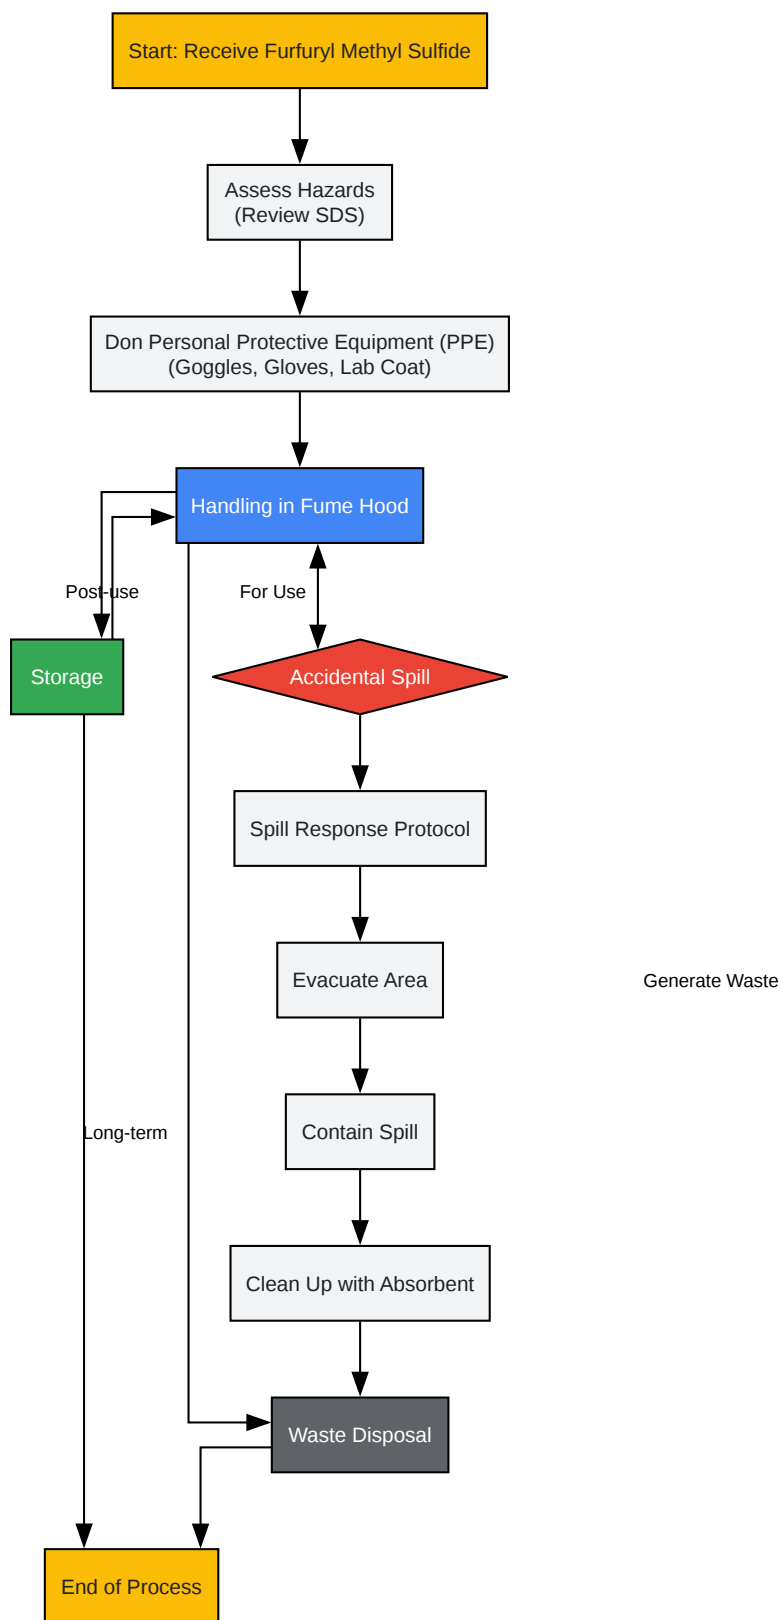 Start: Receive Furfuryl Methyl Sulfide
Assess Hazards
(Review SDS)
Don Personal Protective Equipment (PPE)
(Goggles, Gloves, Lab Coat)
Handling in Fume Hood
Post-use
For Use
Storage
Accidental Spill
Spill Response Protocol
Evacuate Area
Generate Waste
Contain Spill
Long-term
Clean Up with Absorbent
Waste Disposal
End of Process